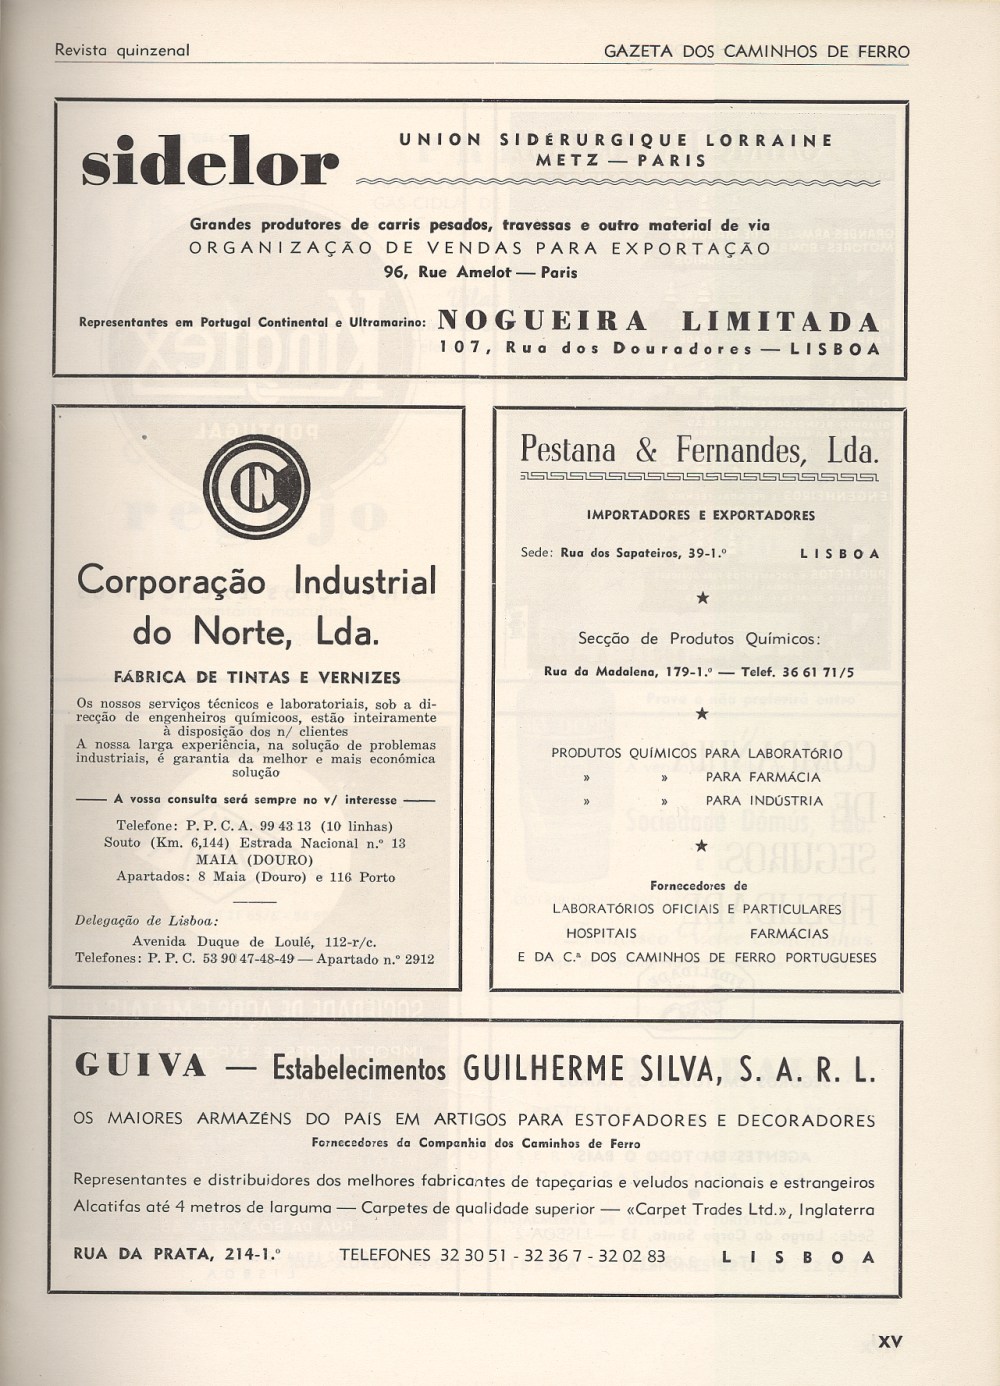 Revista quinzenal
GAZETA DOS CAMINHOS DE FERRO
sidelor
UNION SIDÉRURGIQUE LORRAINE
METZ — PARIS
Grandes produtores de carris pesados, travessas e outro material de via
ORGANIZAÇÃO DE VENDAS PARA EXPORTAÇÃO
96, Rue Amelot — Paris
Representantes em Portugal Continental e Ultramarino: NOGUEIRA LIMITADA
107, Rua dos Douradores — LISBOA
CIN
Corporação Industrial
do Norte, Lda.
FÁBRICA DE TINTAS E VERNIZES
Os nossos serviços técnicos e laboratoriais, sob a di-
recção de engenheiros químicoos, estão inteiramente
à disposição dos n/ clientes
A nossa larga experiência, na solução de problemas
industriais, é garantia da melhor e mais económica
solução
—— A vossa consulta será sempre no v/ interesse ——
Telefone: P. P. C. A. 99 43 13 (10 linhas)
Souto (Km. 6,144) Estrada Nacional n.º 13
MAIA (DOURO)
Apartados: 8 Maia (Douro) e 116 Porto
Delegação de Lisboa:
Avenida Duque de Loulé, 112-r/c.
Telefones: P. P. C. 53 90 47-48-49 — Apartado n.º 2912
Pestana & Fernandes, Lda.
IMPORTADORES E EXPORTADORES
Sede: Rua dos Sapateiros, 39-1.º LISBOA
Secção de Produtos Químicos:
Rua da Madalena, 179-1.º — Telef. 36 61 71/5
PRODUTOS QUÍMICOS PARA LABORATÓRIO
» » PARA FARMÁCIA
» » PARA INDÚSTRIA
Fornecedores de
LABORATÓRIOS OFICIAIS E PARTICULARES
HOSPITAIS FARMÁCIAS
E DA C.ª DOS CAMINHOS DE FERRO PORTUGUESES
GUIVA — Estabelecimentos GUILHERME SILVA, S. A. R. L.
OS MAIORES ARMAZÉNS DO PAÍS EM ARTIGOS PARA ESTOFADORES E DECORADORES
Fornecedores da Companhia dos Caminhos de Ferro
Representantes e distribuidores dos melhores fabricantes de tapeçarias e veludos nacionais e estrangeiros
Alcatifas até 4 metros de larguma — Carpetes de qualidade superior — «Carpet Trades Ltd.», Inglaterra
RUA DA PRATA, 214-1.º TELEFONES 32 30 51 - 32 36 7 - 32 02 83 LISBOA
XV